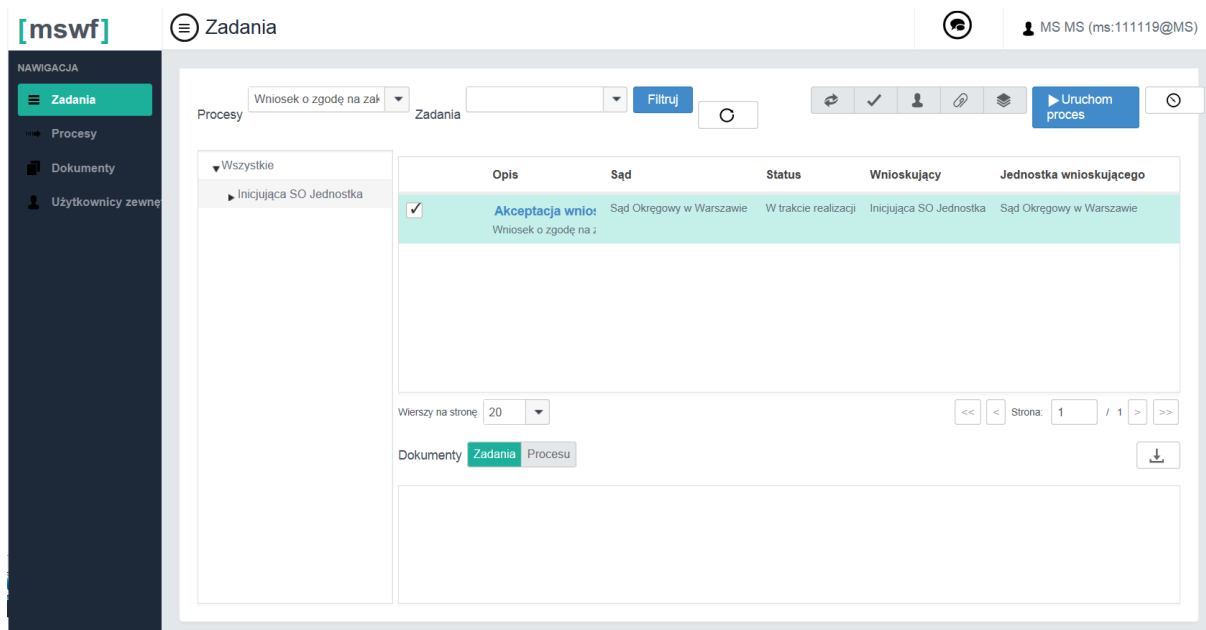 [mswf]
Zadania
MS MS (ms:111119@MS)
NAWIGACJA
Zadania
Procesy
Dokumenty
Użytkownicy zewnę
Procesy
Wniosek o zgodę na zak
Zadania
Filtruj
Uruchom
proces
Wszystkie
Inicjująca SO Jednostka
Opis Sąd Status Wnioskujący Jednostka wnioskującego
Akceptacja wnios Sąd Okręgowy w Warszawie W trakcie realizacji Inicjująca SO Jednostka Sąd Okręgowy w Warszawie
Wniosek o zgodę na z
Wierszy na stronę 20
<< < Strona: 1 / 1 > >>
Dokumenty Zadania Procesu